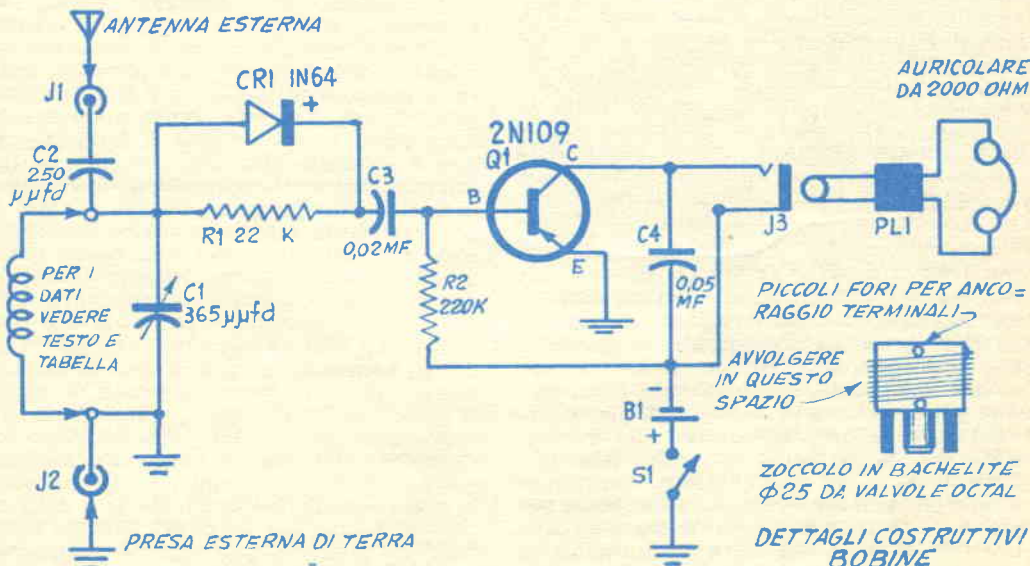 ANTENNA ESTERNA
J1
C2
250
µµfd
CR1 IN64
+
R1 22 K
C3
0,02MF
2N109
Q1
C
B
E
R2
220K
C4
0,05
MF
J3
PL1
AURICOLARE
DA 2000 OHM
PER I
DATI
VEDERE
TESTO E
TABELLA
C1
365µµfd
-
B1
+
S1
J2
PRESA ESTERNA DI TERRA
PICCOLI FORI PER ANCO=
RAGGIO TERMINALI
AVVOLGERE
IN QUESTO
SPAZIO
ZOCCOLO IN BACHELITE
φ25 DA VALVOLE OCTAL
DETTAGLI COSTRUTTIVI
BOBINE